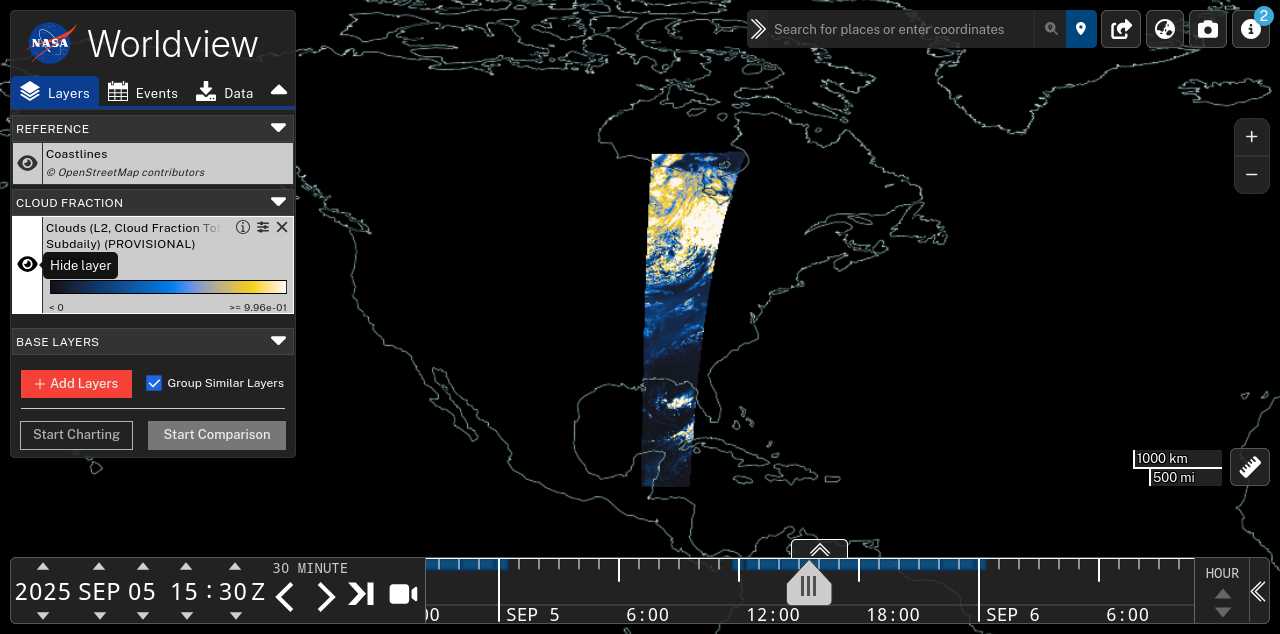 NASA
Worldview
Layers
Events
Data
REFERENCE
Coastlines
© OpenStreetMap contributors
CLOUD FRACTION
Clouds (L2, Cloud Fraction Tot
Subdaily) (PROVISIONAL)
Hide layer
< 0
>= 9.96e-01
BASE LAYERS
+ Add Layers
Group Similar Layers
Start Charting
Start Comparison
Search for places or enter coordinates
2
+
−
1000 km
500 mi
2025 SEP 05 15 : 30 Z
30 MINUTE
00
SEP 5
6:00
12:00
18:00
SEP 6
6:00
HOUR